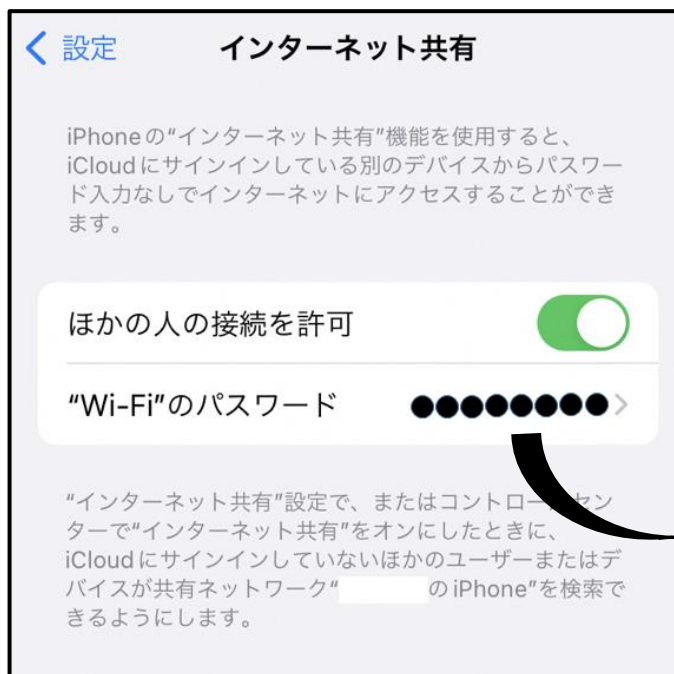 設定 インターネット共有
iPhoneの“インターネット共有”機能を使用すると、
iCloudにサインインしている別のデバイスからパスワー
ド入力なしでインターネットにアクセスすることができ
ます。
ほかの人の接続を許可
“Wi-Fi”のパスワード ●●●●●●●●
“インターネット共有”設定で、またはコントロー セン
ターで“インターネット共有”をオンにしたときに、
iCloudにサインインしていないほかのユーザーまたはデ
バイスが共有ネットワーク“ のiPhone”を検索で
きるようにします。